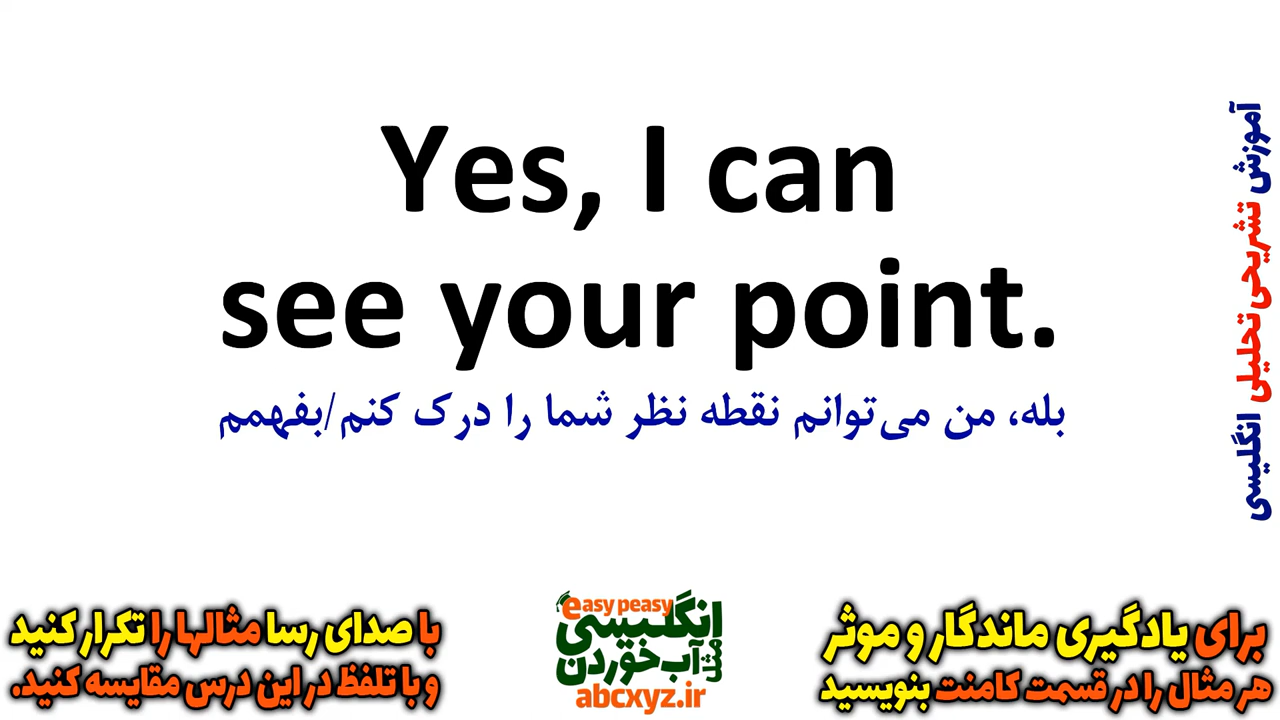 Yes, I can
see your point.
بله، من می‌توانم نقطه نظر شما را درک کنم/بفهمم
آموزش تشریحی تحلیلی انگلیسی
با صدای رسا مثالها را تکرار کنید
و با تلفظ در این درس مقایسه کنید.
easy peasy
انگلیسی
مثل آب خوردن
abcxyz.ir
برای یادگیری ماندگار و موثر
هر مثال را در قسمت کامنت بنویسید